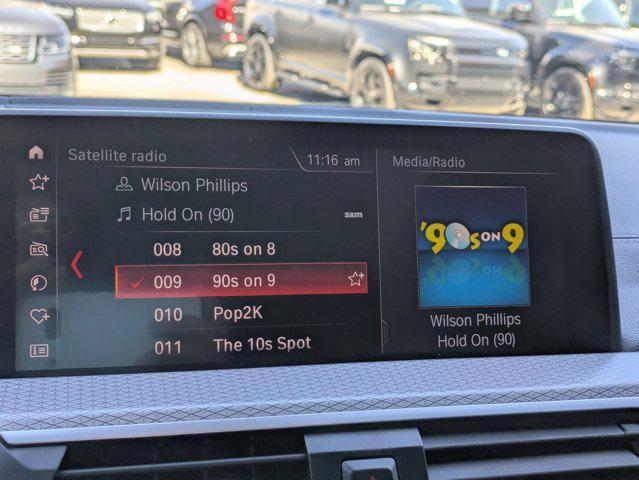 Satellite radio
11:16 am
Wilson Phillips
Hold On (90)
sxm
008 80s on 8
009 90s on 9
010 Pop2K
011 The 10s Spot
Media/Radio
'90s ON 9
Wilson Phillips
Hold On (90)